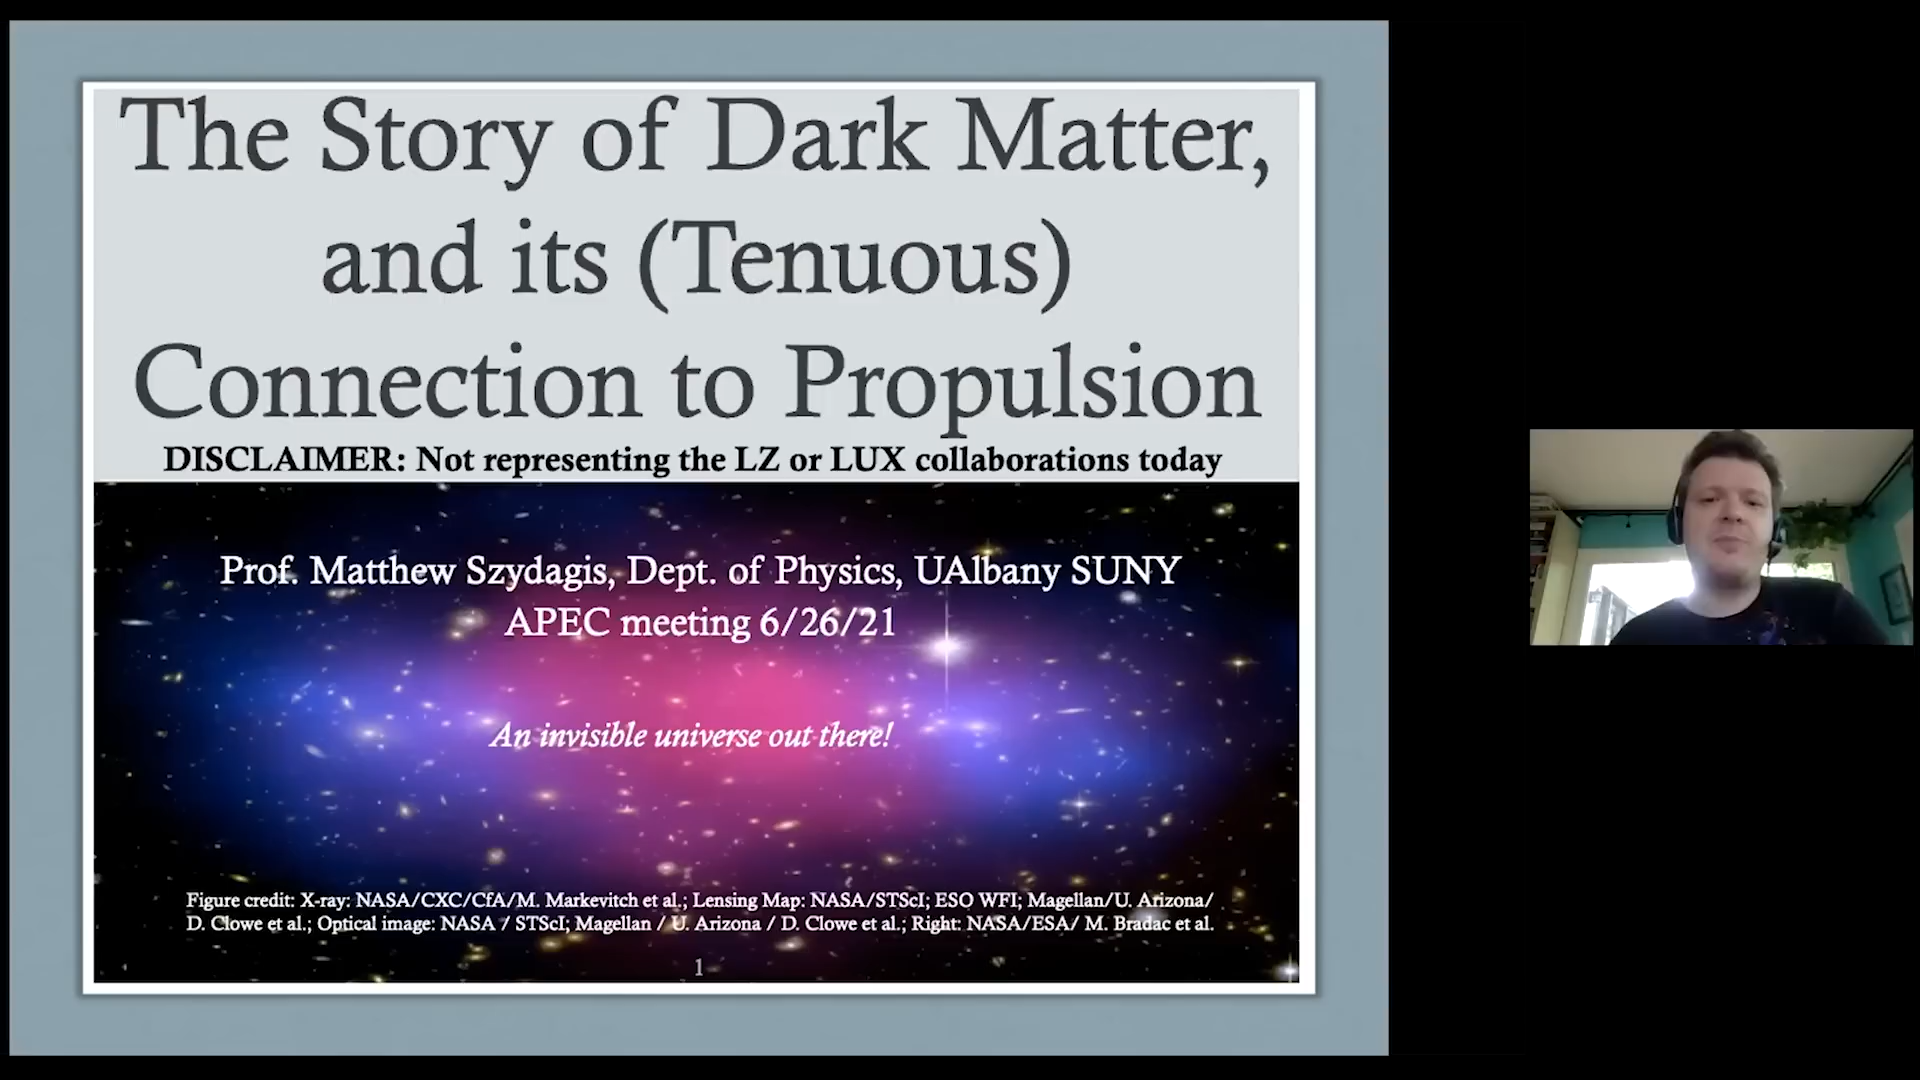 The Story of Dark Matter,
and its (Tenuous)
Connection to Propulsion
DISCLAIMER: Not representing the LZ or LUX collaborations today
Prof. Matthew Szydagis, Dept. of Physics, UAlbany SUNY
APEC meeting 6/26/21
An invisible universe out there!
Figure credit: X-ray: NASA/CXC/CfA/M. Markevitch et al.; Lensing Map: NASA/STScI; ESO WFI; Magellan/U. Arizona/
D. Clowe et al.; Optical image: NASA / STScI; Magellan / U. Arizona / D. Clowe et al.; Right: NASA/ESA/ M. Bradac et al.
1